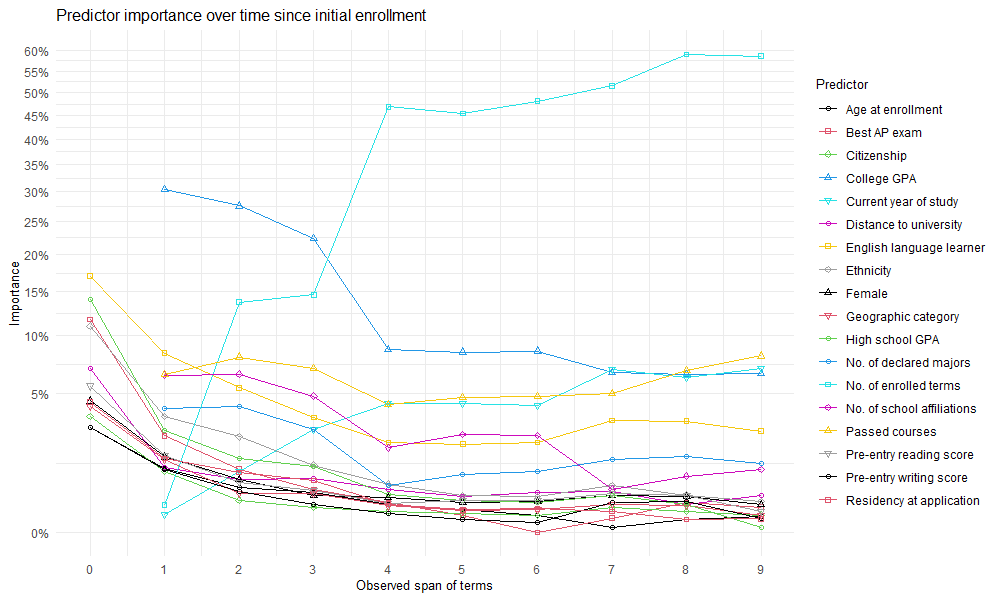 Predictor importance over time since initial enrollment
60%
55%
50%
45%
40%
35%
30%
25%
20%
15%
10%
5%
0%
Importance
0 1 2 3 4 5 6 7 8 9
Observed span of terms
Predictor
Age at enrollment
Best AP exam
Citizenship
College GPA
Current year of study
Distance to university
English language learner
Ethnicity
Female
Geographic category
High school GPA
No. of declared majors
No. of enrolled terms
No. of school affiliations
Passed courses
Pre-entry reading score
Pre-entry writing score
Residency at application